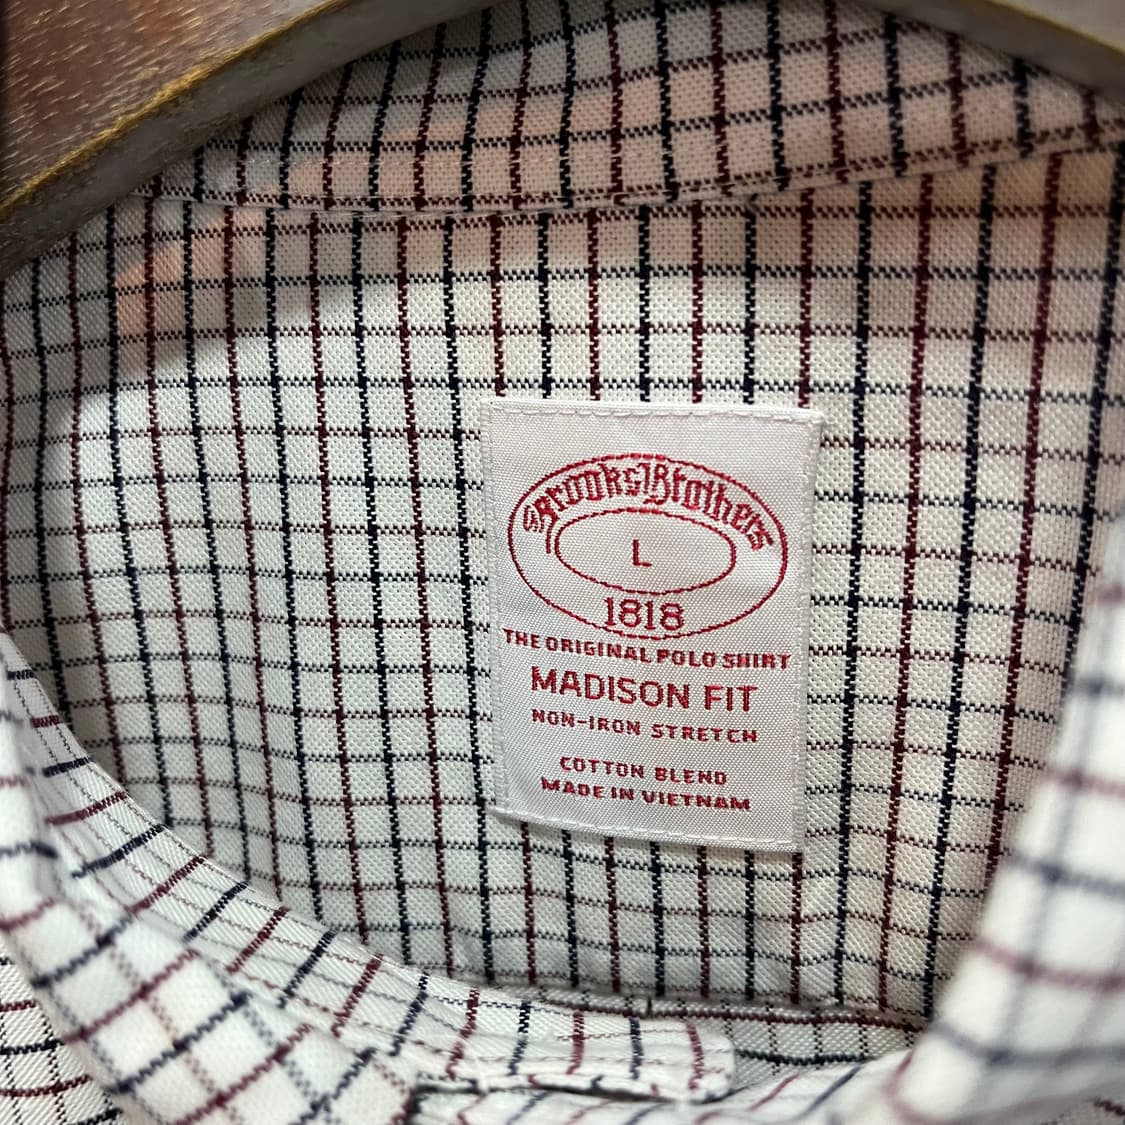 Brooks Brothers
L
1818
THE ORIGINAL POLO SHIRT
MADISON FIT
NON-IRON STRETCH
COTTON BLEND
MADE IN VIETNAM